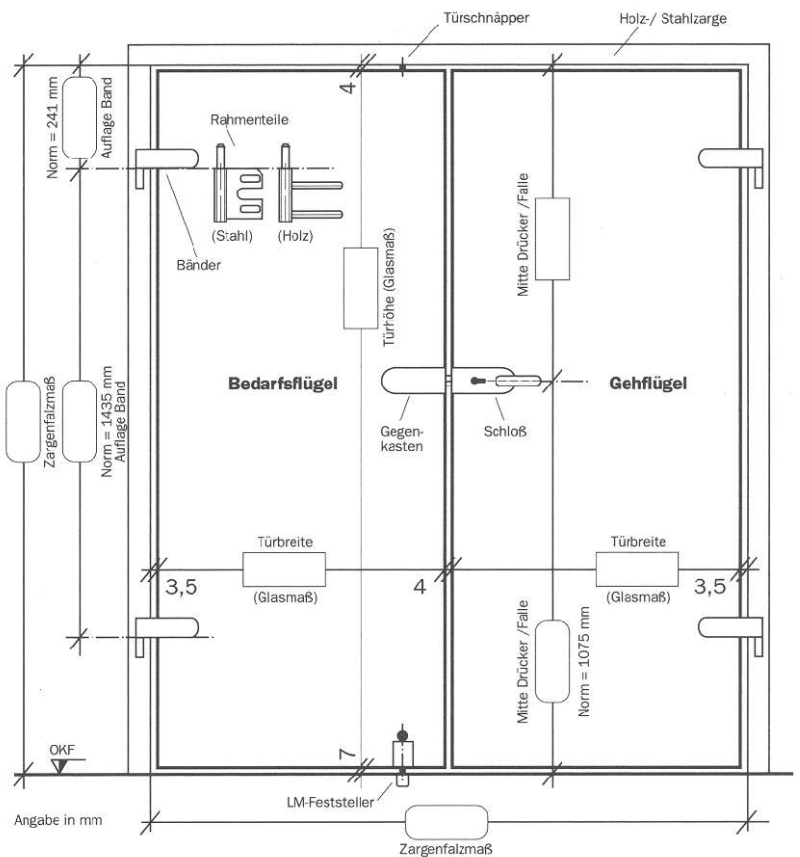 Türschnäpper
Holz-/ Stahlzarge
4
Norm = 241 mm
Auflage Band
Rahmenteile
(Stahl)
(Holz)
Bänder
Türhöhe (Glasmaß)
Mitte Drücker /Falle
Zargenfalzmaß
Norm = 1435 mm
Auflage Band
Bedarfsflügel
Gehflügel
Gegen-
kasten
Schloß
Türbreite
Türbreite
3,5
(Glasmaß)
4
(Glasmaß)
3,5
Mitte Drücker /Falle
Norm = 1075 mm
OKF
7
LM-Feststeller
Angabe in mm
Zargenfalzmaß